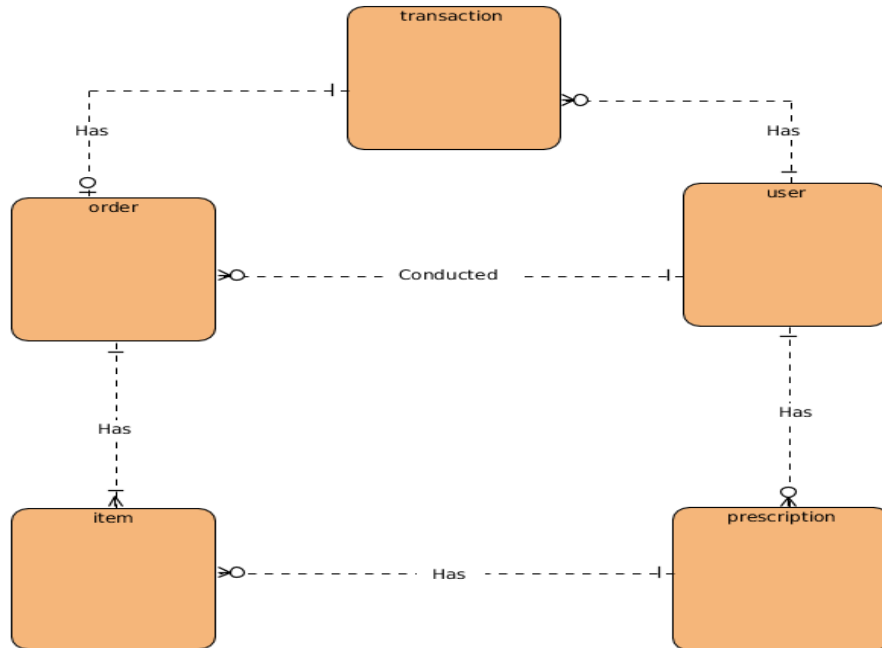 transaction
Has
Has
order
user
Conducted
Has
Has
item
prescription
Has